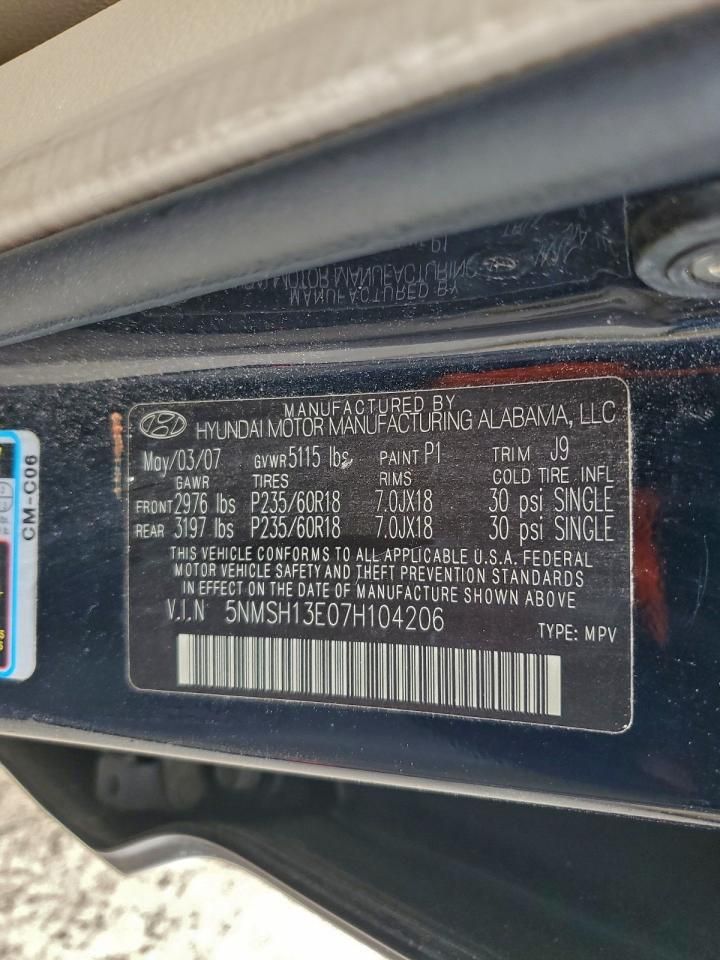 MANUFACTURED BY
HYUNDAI MOTOR MANUFACTURING ALABAMA, LLC
May/03/07 GVWR 5115 lbs PAINT P1 TRIM J9
GAWR TIRES RIMS COLD TIRE INFL
FRONT 2976 lbs P235/60R18 7.0JX18 30 psi SINGLE
REAR 3197 lbs P235/60R18 7.0JX18 30 psi SINGLE
THIS VEHICLE CONFORMS TO ALL APPLICABLE U.S.A. FEDERAL
MOTOR VEHICLE SAFETY AND THEFT PREVENTION STANDARDS
IN EFFECT ON THE DATE OF MANUFACTURE SHOWN ABOVE
V.I.N 5NMSH13E07H104206
TYPE: MPV
CM-C06